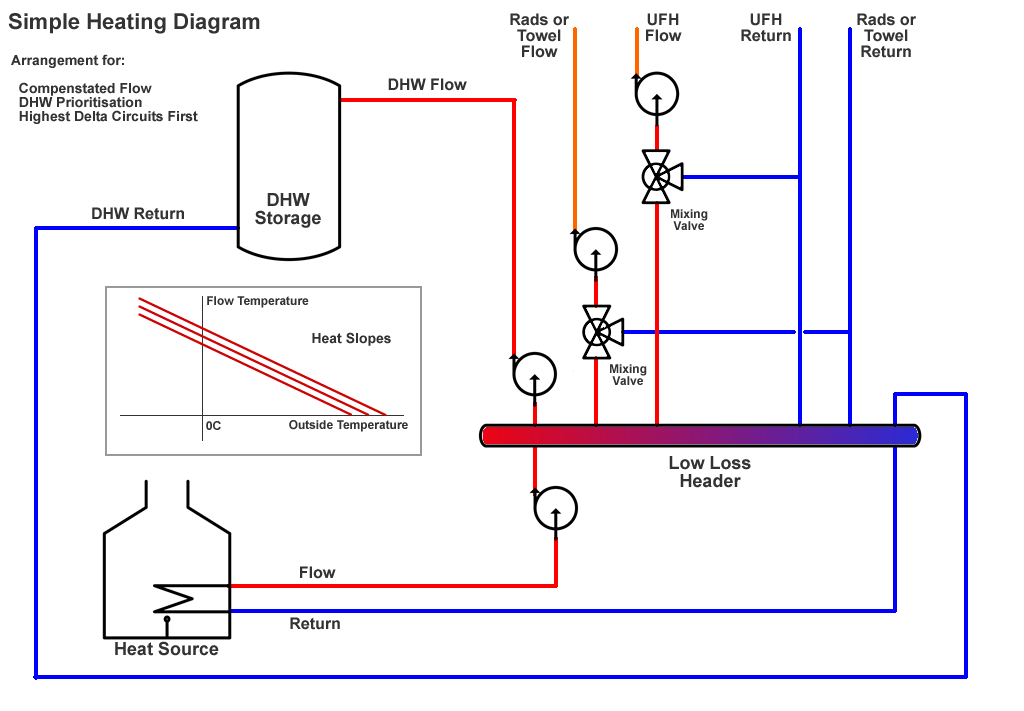 Simple Heating Diagram
Arrangement for:
Compenstated Flow
DHW Prioritisation
Highest Delta Circuits First
Rads or
Towel
Flow
UFH
Flow
UFH
Return
Rads or
Towel
Return
DHW Flow
DHW
Storage
DHW Return
Mixing
Valve
Mixing
Valve
Flow Temperature
Heat Slopes
0C
Outside Temperature
Low Loss
Header
Flow
Return
Heat Source